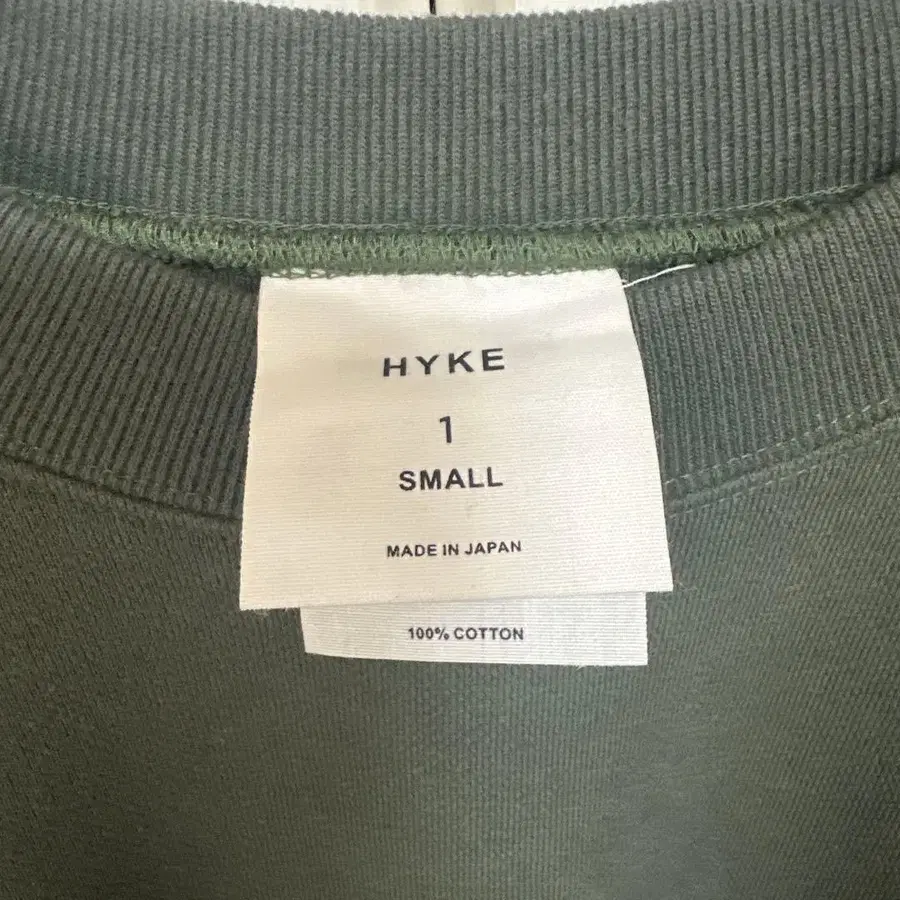 HYKE
1
SMALL
MADE IN JAPAN
100% COTTON